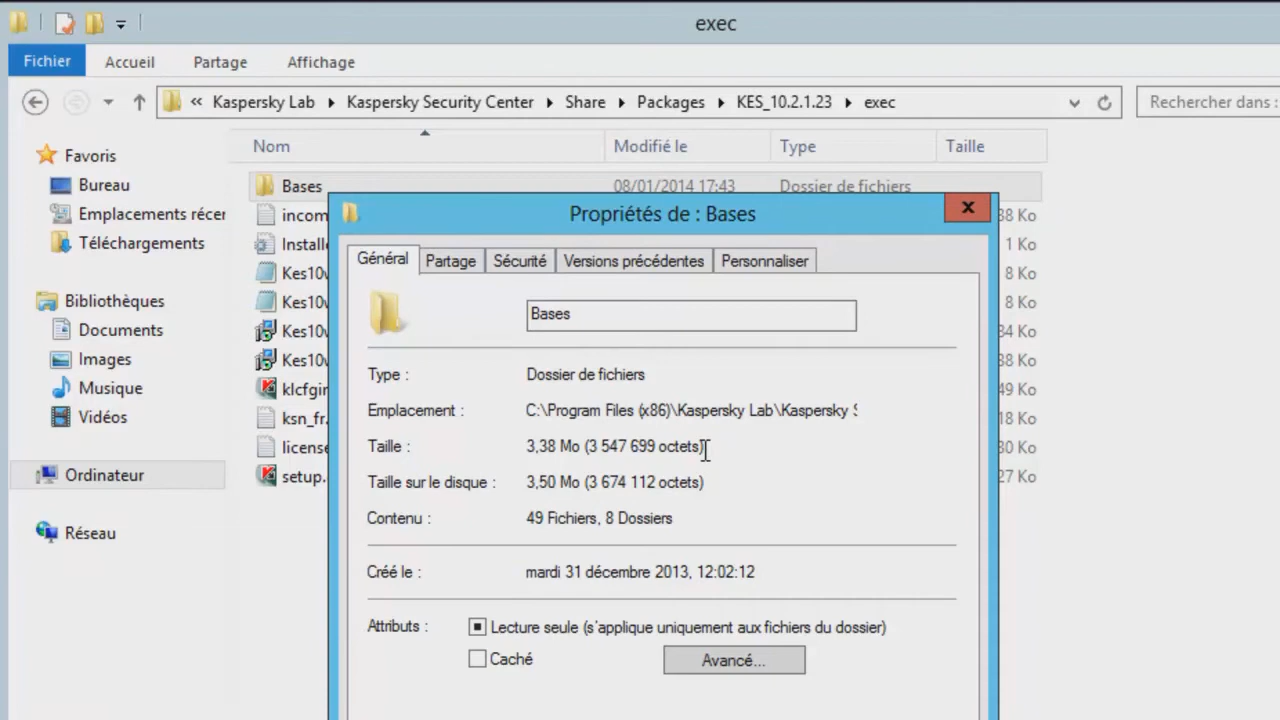 exec
Fichier Accueil Partage Affichage
« Kaspersky Lab Kaspersky Security Center Share Packages KES_10.2.1.23 exec
Rechercher dans :
Nom Modifié le Type Taille
Favoris
Bureau
Emplacements récer
Téléchargements
Bibliothèques
Documents
Images
Musique
Vidéos
Ordinateur
Réseau
Bases 08/01/2014 17:43 Dossier de fichiers
incom 38 Ko
Installe 1 Ko
Kes10w 8 Ko
Kes10w 8 Ko
Kes10w 34 Ko
Kes10w 38 Ko
klcfgin 49 Ko
ksn_fr. 18 Ko
license 30 Ko
setup. 27 Ko
Propriétés de : Bases
Général Partage Sécurité Versions précédentes Personnaliser
Bases
Type : Dossier de fichiers
Emplacement : C:\Program Files (x86)\Kaspersky Lab\Kaspersky S
Taille : 3,38 Mo (3 547 699 octets)
Taille sur le disque : 3,50 Mo (3 674 112 octets)
Contenu : 49 Fichiers, 8 Dossiers
Créé le : mardi 31 décembre 2013, 12:02:12
Attributs : Lecture seule (s'applique uniquement aux fichiers du dossier)
Caché Avancé...